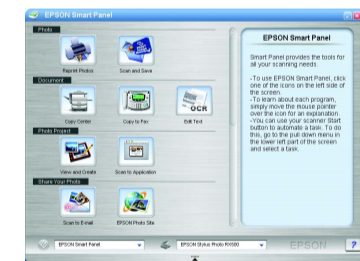 EPSON Smart Panel
Photo
Reprint Photos
Scan and Save
Document
Copy Center
Copy to Fax
OCR
Edit Text
Photo Project
View and Create
Scan to Application
Share Your Photo
Scan to E-mail
EPSON Photo Site
EPSON Smart Panel
Smart Panel provides the tools for
all your scanning needs.
-To use EPSON Smart Panel, click
one of the icons on the left side of
the screen.
-To learn about each program,
simply move the mouse pointer
over the icon for an explanation.
-You can use your scanner Start
button to automate a task. To do
this, go to the pull down menu in
the lower left part of the screen
and select a task.
EPSON Smart Panel
EPSON Stylus Photo RX600
EPSON
?